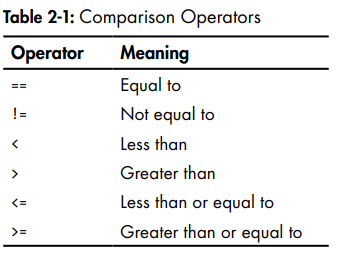 Table 2-1: Comparison Operators
Operator Meaning
== Equal to
!= Not equal to
< Less than
> Greater than
<= Less than or equal to
>= Greater than or equal to